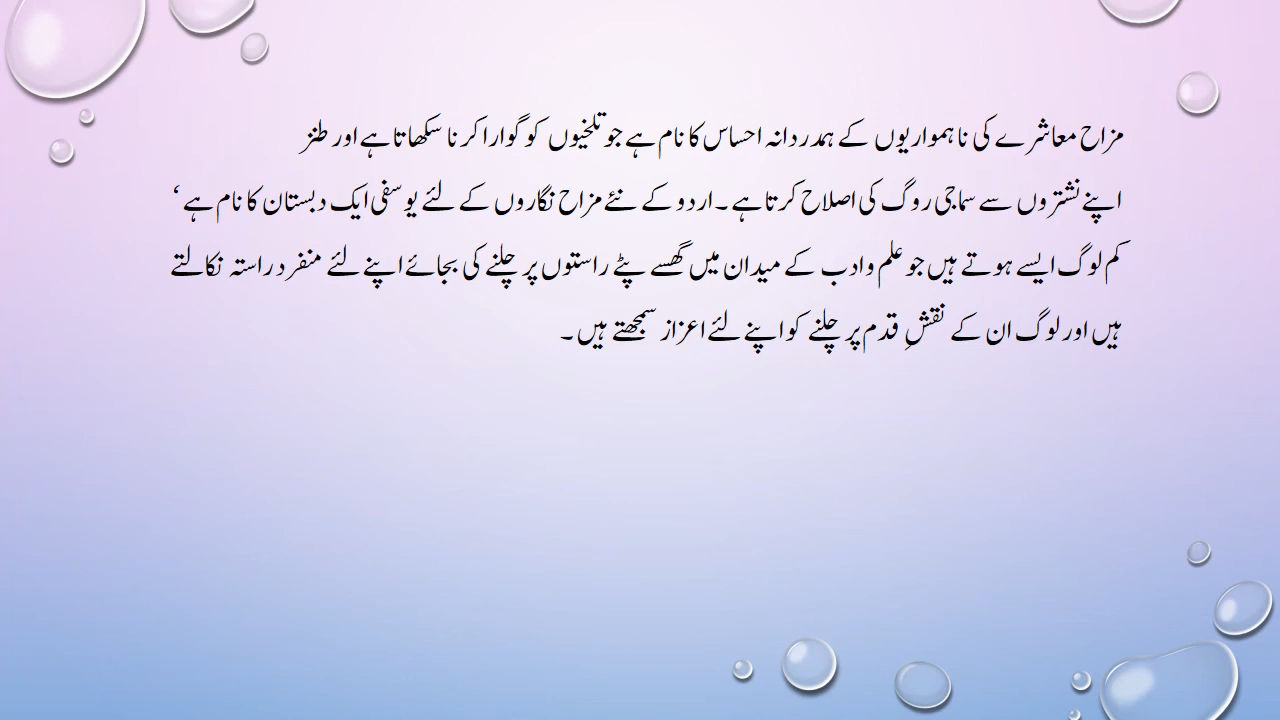 مزاح معاشرے کی ناہمواریوں کے ہمدردانہ احساس کا نام ہے جو تلخیوں کو گوارا کرنا سکھاتا ہے اور طنز
اپنے نشتروں سے سماجی روگ کی اصلاح کرتا ہے ۔اردو کے نئے مزاح نگاروں کے لئے یوسفی ایک دبستان کا نام ہے ‘
کم لوگ ایسے ہوتے ہیں جو علم و ادب کے میدان میں گھسے پٹے راستوں پر چلنے کی بجائے اپنے لئے منفرد راستہ نکالتے
ہیں اور لوگ ان کے نقشِ قدم پر چلنے کو اپنے لئے اعزاز سمجھتے ہیں ۔